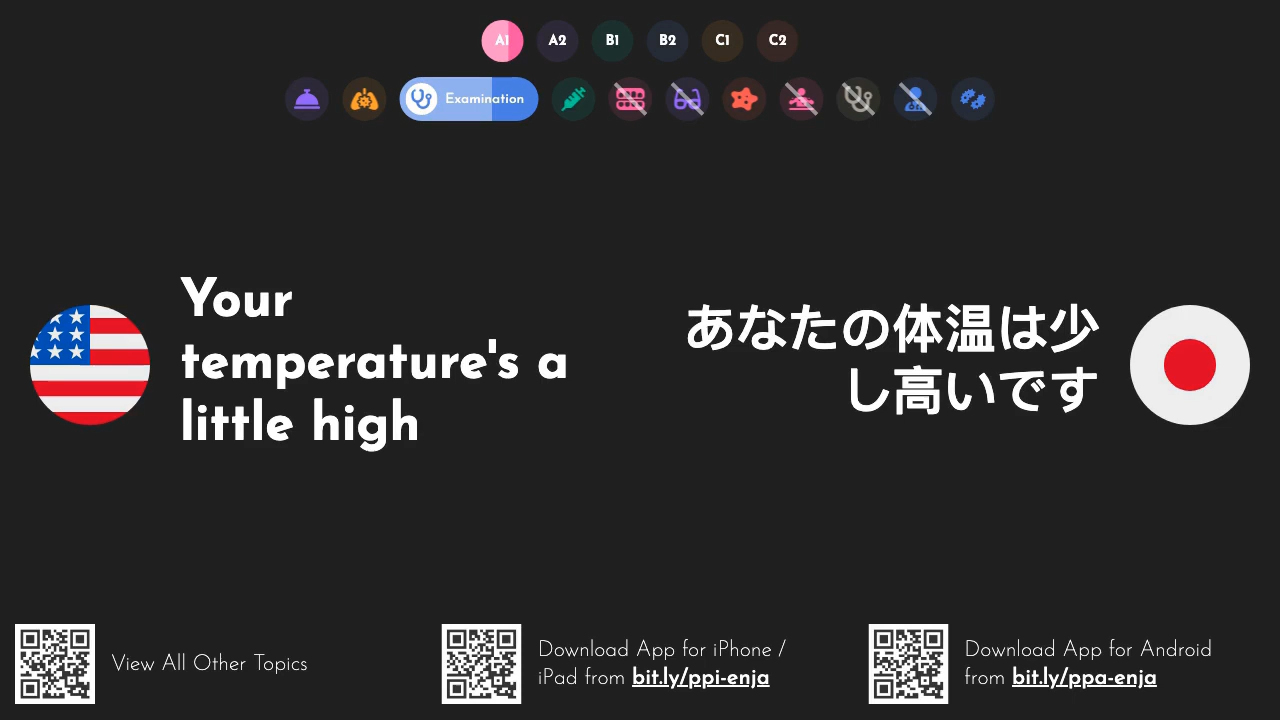 A1 A2 B1 B2 C1 C2
Examination
Your
temperature's a
little high
あなたの体温は少
し高いです
View All Other Topics
Download App for iPhone /
iPad from bit.ly/ppi-enja
Download App for Android
from bit.ly/ppa-enja